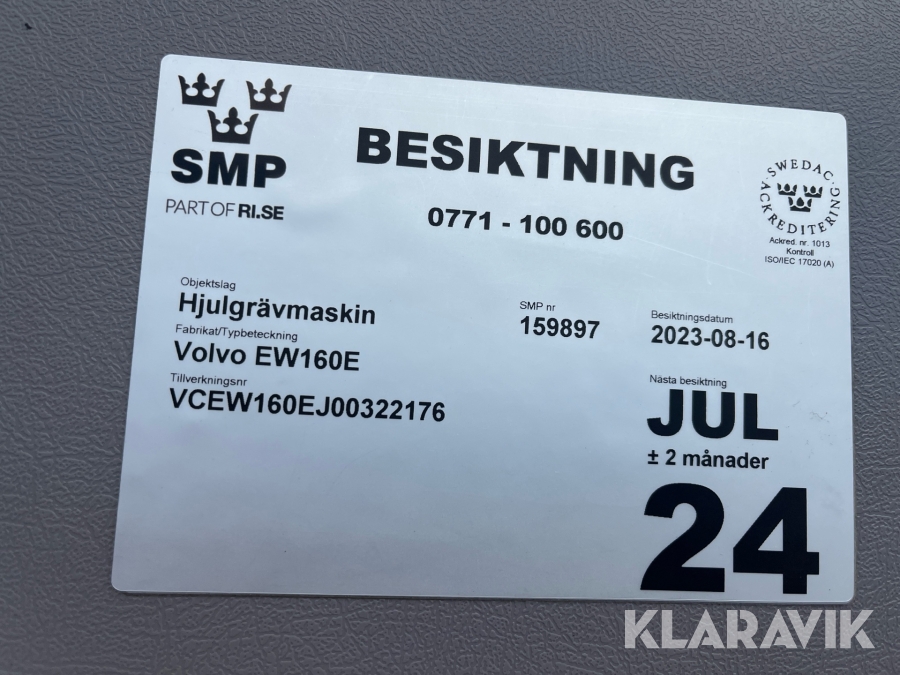 SMP
PART OF RI.SE
BESIKTNING
0771 - 100 600
SWEDAC
ACKREDITERING
Ackred. nr. 1013
Kontroll
ISO/IEC 17020 (A)
Objektslag
Hjulgrävmaskin
Fabrikat/Typbeteckning
Volvo EW160E
Tillverkningsnr
VCEW160EJ00322176
SMP nr
159897
Besiktningsdatum
2023-08-16
Nästa besiktning
JUL
± 2 månader
24
KLARAVIK